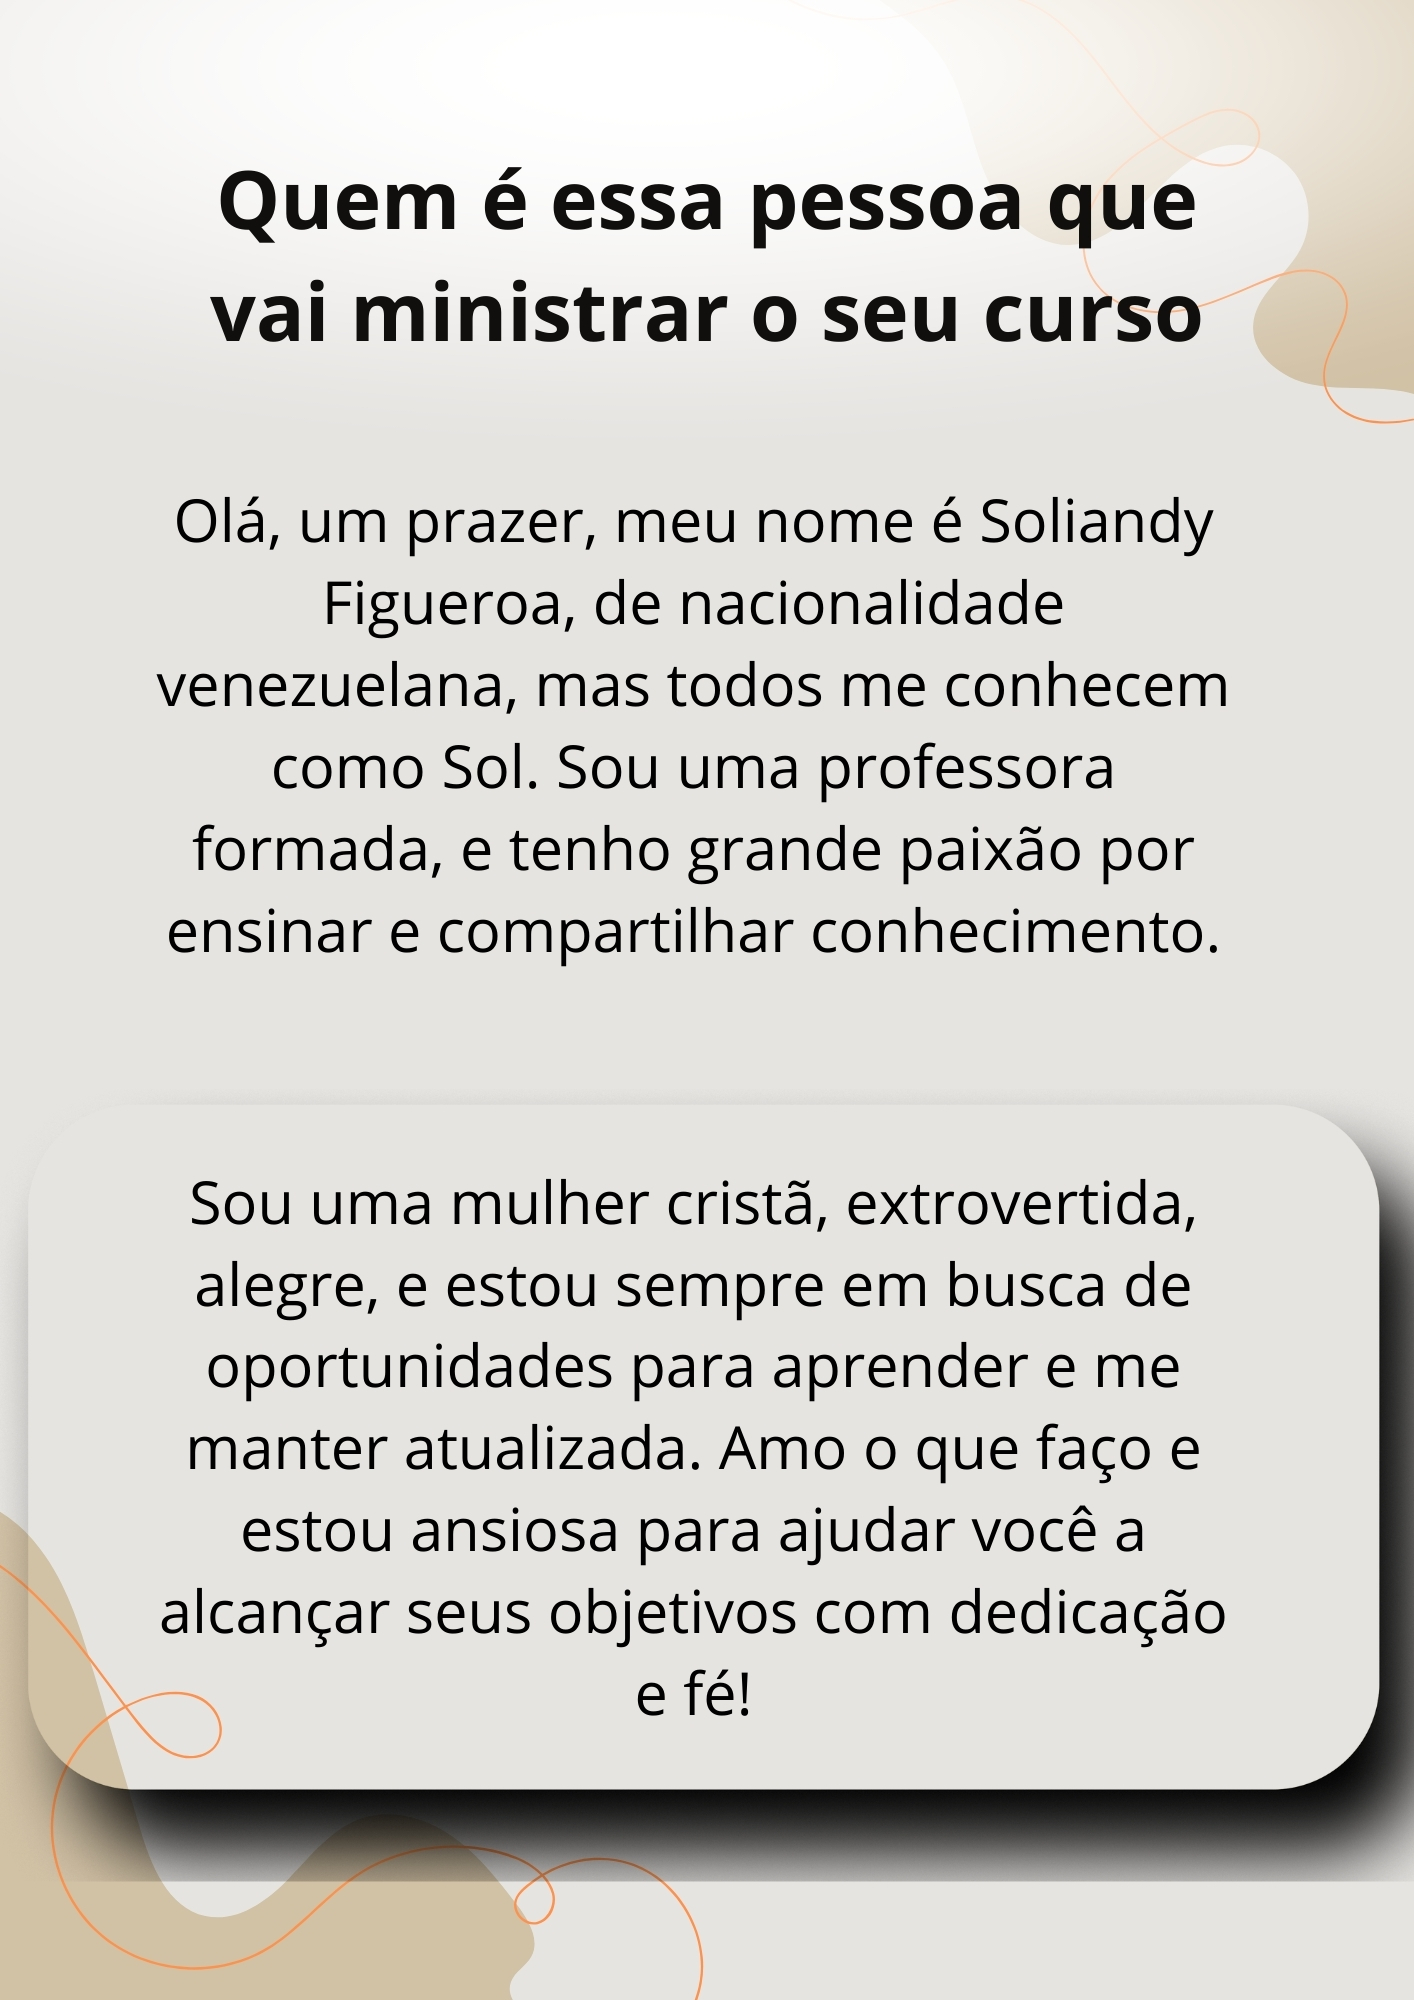 Quem é essa pessoa que
vai ministrar o seu curso
Olá, um prazer, meu nome é Soliandy
Figueroa, de nacionalidade
venezuelana, mas todos me conhecem
como Sol. Sou uma professora
formada, e tenho grande paixão por
ensinar e compartilhar conhecimento.
Sou uma mulher cristã, extrovertida,
alegre, e estou sempre em busca de
oportunidades para aprender e me
manter atualizada. Amo o que faço e
estou ansiosa para ajudar você a
alcançar seus objetivos com dedicação
e fé!